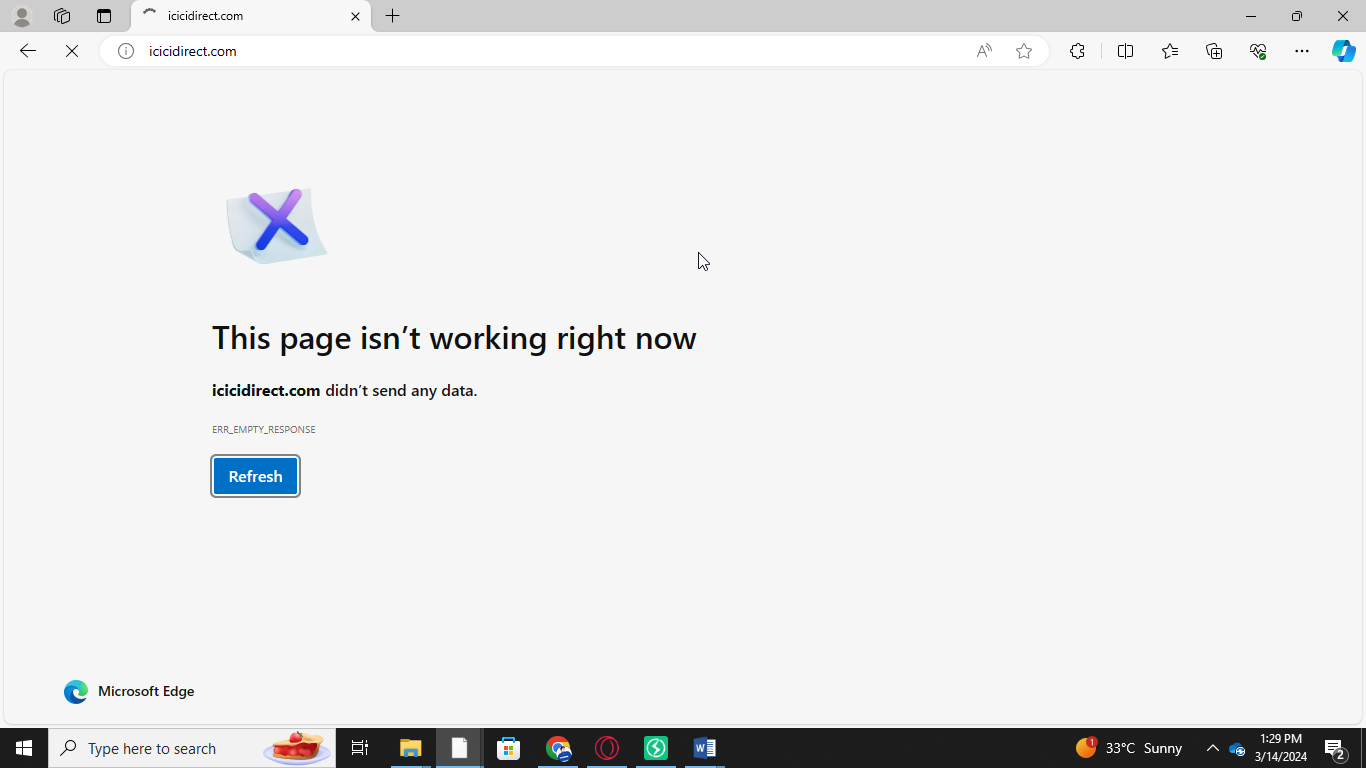 icicidirect.com
icicidirect.com
This page isn’t working right now
icicidirect.com didn’t send any data.
ERR_EMPTY_RESPONSE
Refresh
Microsoft Edge
Type here to search
1
33°C Sunny
1:29 PM
3/14/2024
2